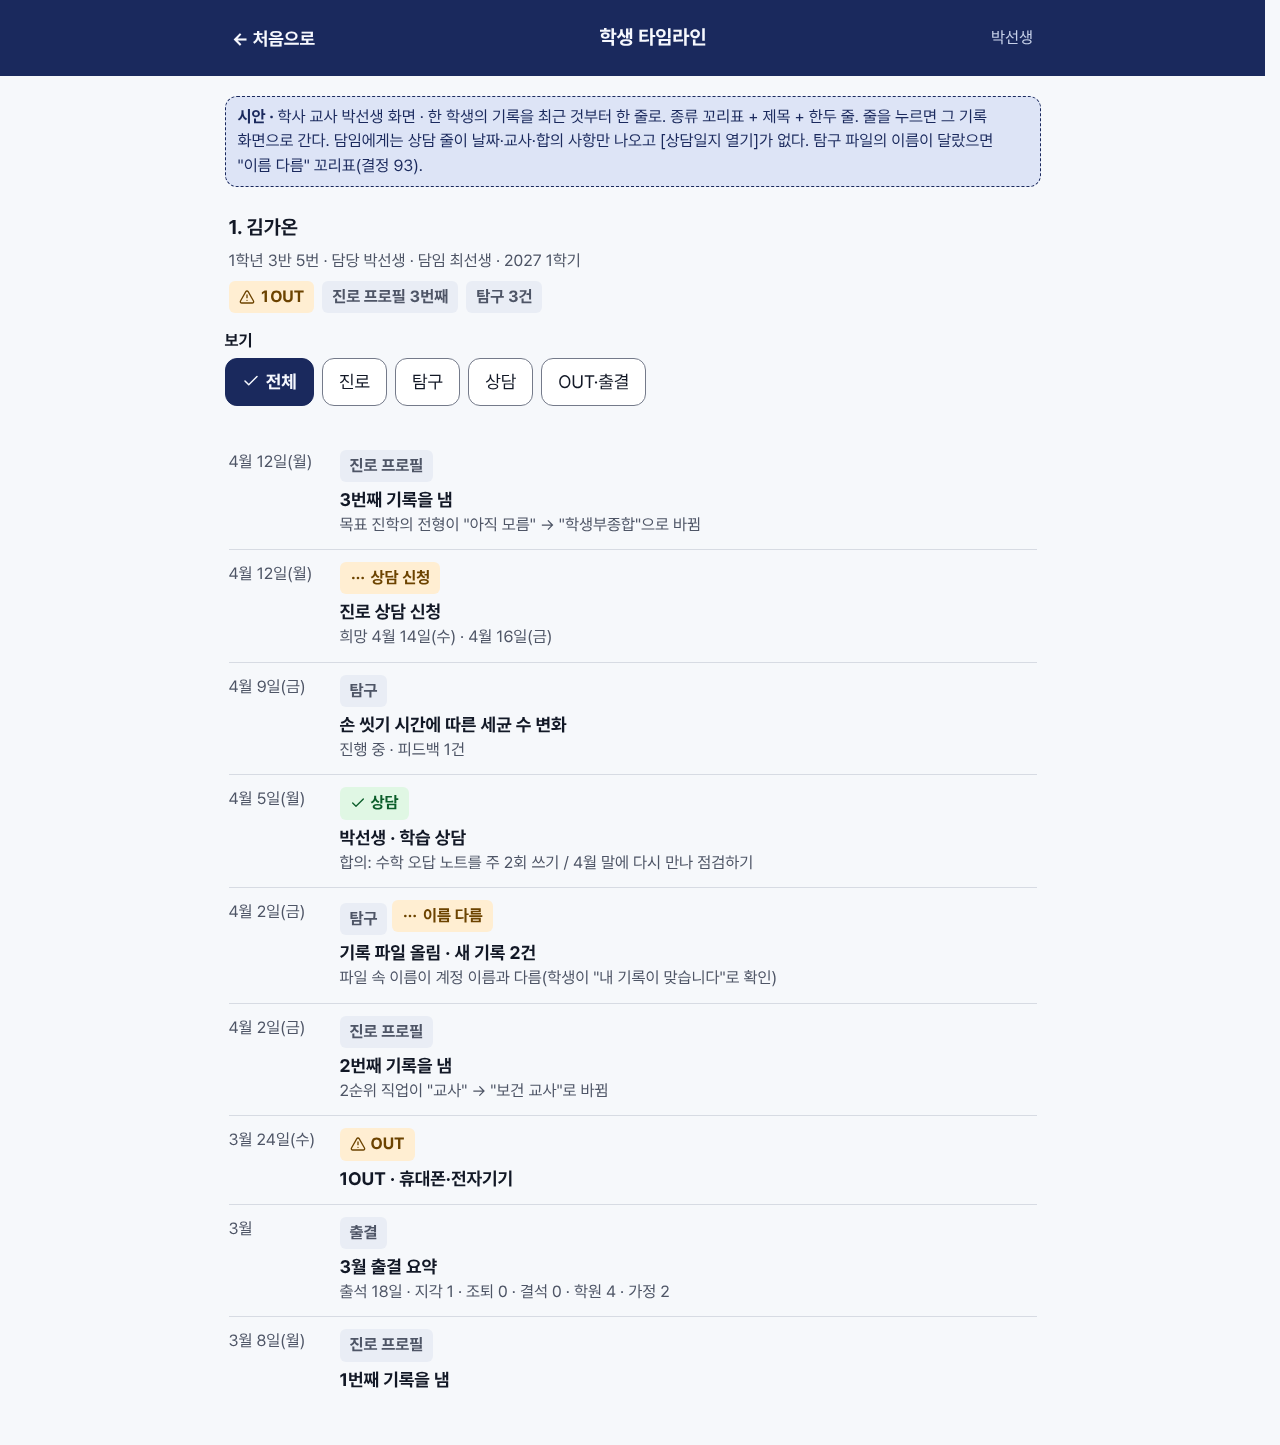 ← 처음으로
학생 타임라인
박선생
시안 · 학사 교사 박선생 화면 · 한 학생의 기록을 최근 것부터 한 줄로. 종류 꼬리표 + 제목 + 한두 줄. 줄을 누르면 그 기록
화면으로 간다. 담임에게는 상담 줄이 날짜·교사·합의 사항만 나오고 [상담일지 열기]가 없다. 탐구 파일의 이름이 달랐으면
"이름 다름" 꼬리표(결정 93).
1. 김가온
1학년 3반 5번 · 담당 박선생 · 담임 최선생 · 2027 1학기
1OUT 진로 프로필 3번째 탐구 3건
보기
전체 진로 탐구 상담 OUT·출결
4월 12일(월)
진로 프로필
3번째 기록을 냄
목표 진학의 전형이 "아직 모름" → "학생부종합"으로 바뀜
4월 12일(월)
상담 신청
진로 상담 신청
희망 4월 14일(수) · 4월 16일(금)
4월 9일(금)
탐구
손 씻기 시간에 따른 세균 수 변화
진행 중 · 피드백 1건
4월 5일(월)
상담
박선생 · 학습 상담
합의: 수학 오답 노트를 주 2회 쓰기 / 4월 말에 다시 만나 점검하기
4월 2일(금)
탐구 이름 다름
기록 파일 올림 · 새 기록 2건
파일 속 이름이 계정 이름과 다름(학생이 "내 기록이 맞습니다"로 확인)
4월 2일(금)
진로 프로필
2번째 기록을 냄
2순위 직업이 "교사" → "보건 교사"로 바뀜
3월 24일(수)
OUT
1OUT · 휴대폰·전자기기
3월
출결
3월 출결 요약
출석 18일 · 지각 1 · 조퇴 0 · 결석 0 · 학원 4 · 가정 2
3월 8일(월)
진로 프로필
1번째 기록을 냄